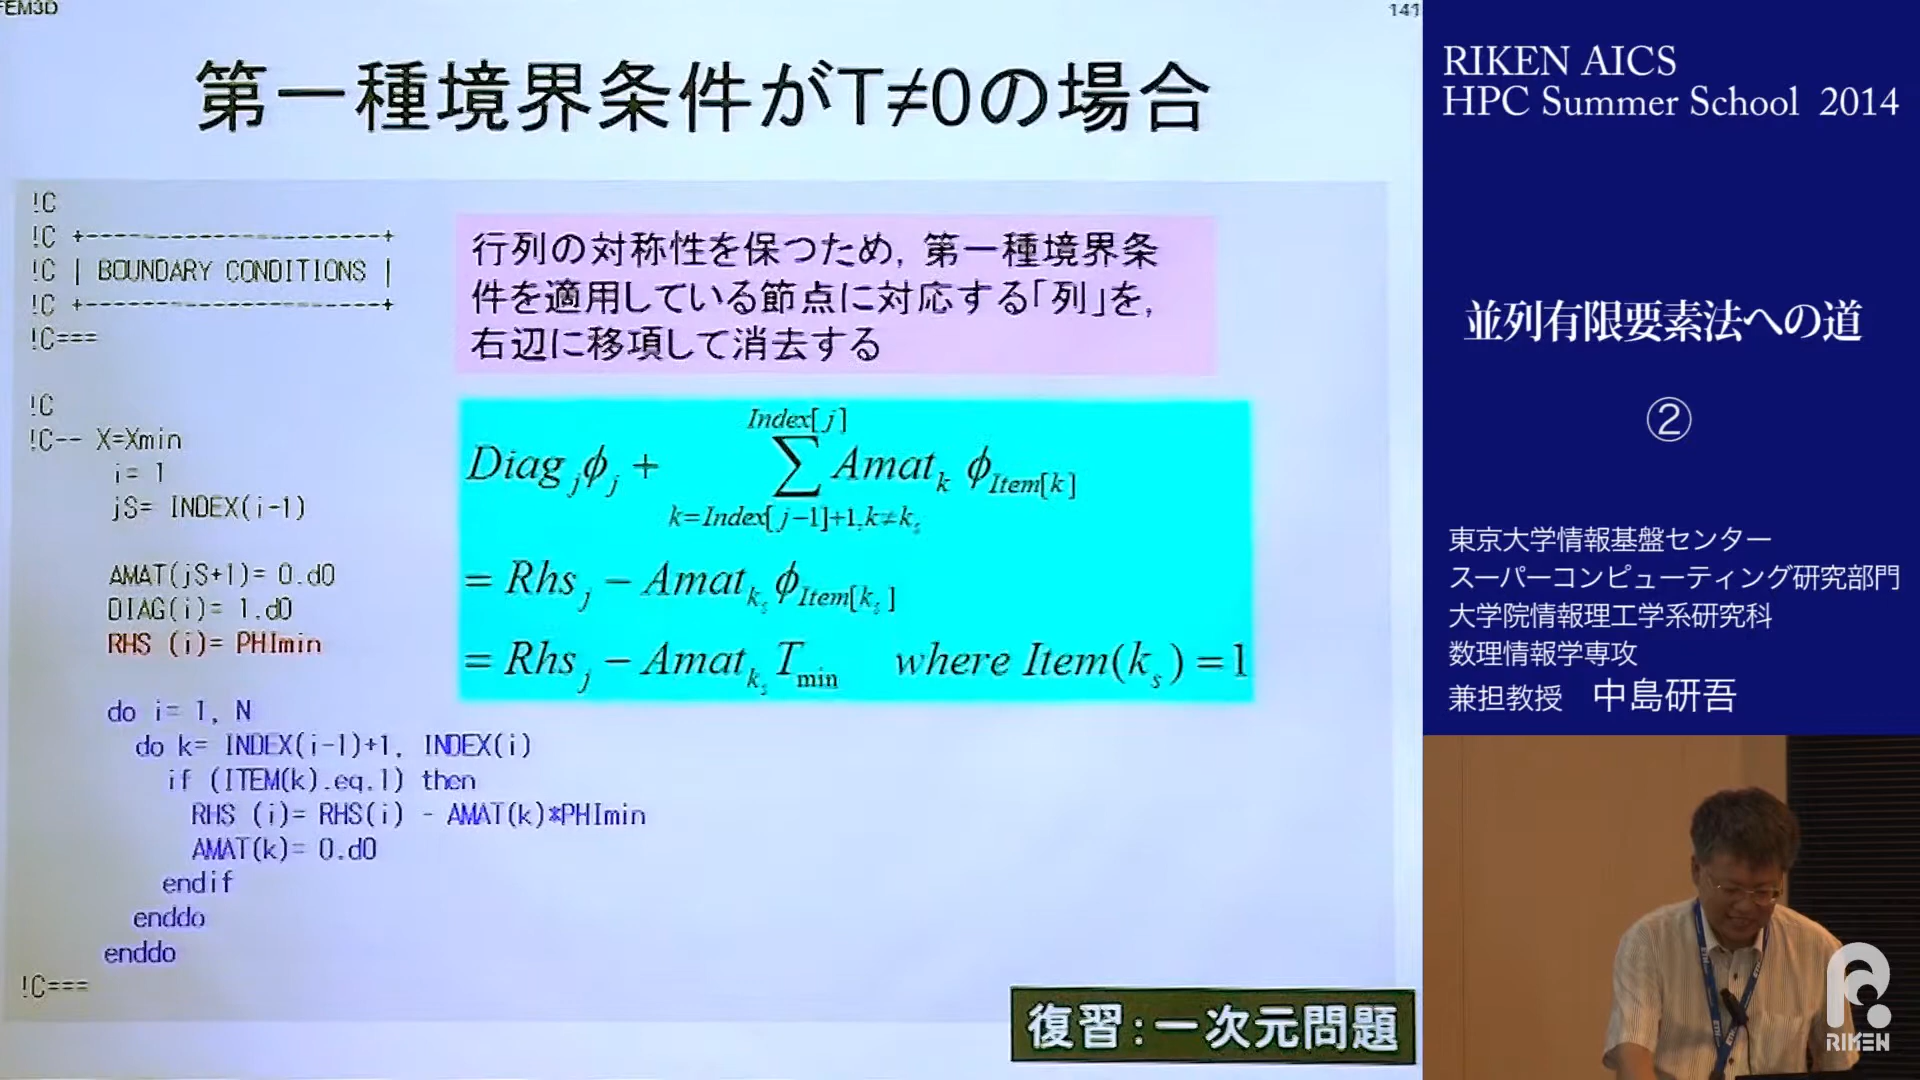 FEM3D
141
第一種境界条件がT≠0の場合
!C
!C +----------------------+
!C | BOUNDARY CONDITIONS |
!C +----------------------+
!C===
!C
!C-- X=Xmin
i= 1
jS= INDEX(i-1)
AMAT(jS+1)= 0.d0
DIAG(i)= 1.d0
RHS (i)= PHImin
do i= 1, N
do k= INDEX(i-1)+1, INDEX(i)
if (ITEM(k).eq.1) then
RHS (i)= RHS(i) - AMAT(k)*PHImin
AMAT(k)= 0.d0
endif
enddo
enddo
!C===
行列の対称性を保つため，第一種境界条
件を適用している節点に対応する「列」を，
右辺に移項して消去する
Index[j]
Diag_j ϕ_j + ∑ Amat_k ϕ_Item[k]
k=Index[j−1]+1,k≠k_s
= Rhs_j − Amat_k_s ϕ_Item[k_s]
= Rhs_j − Amat_k_s T_min where Item(k_s) = 1
復習：一次元問題
RIKEN AICS
HPC Summer School 2014
並列有限要素法への道
②
東京大学情報基盤センター
スーパーコンピューティング研究部門
大学院情報理工学系研究科
数理情報学専攻
兼担教授 中島研吾
RIKEN